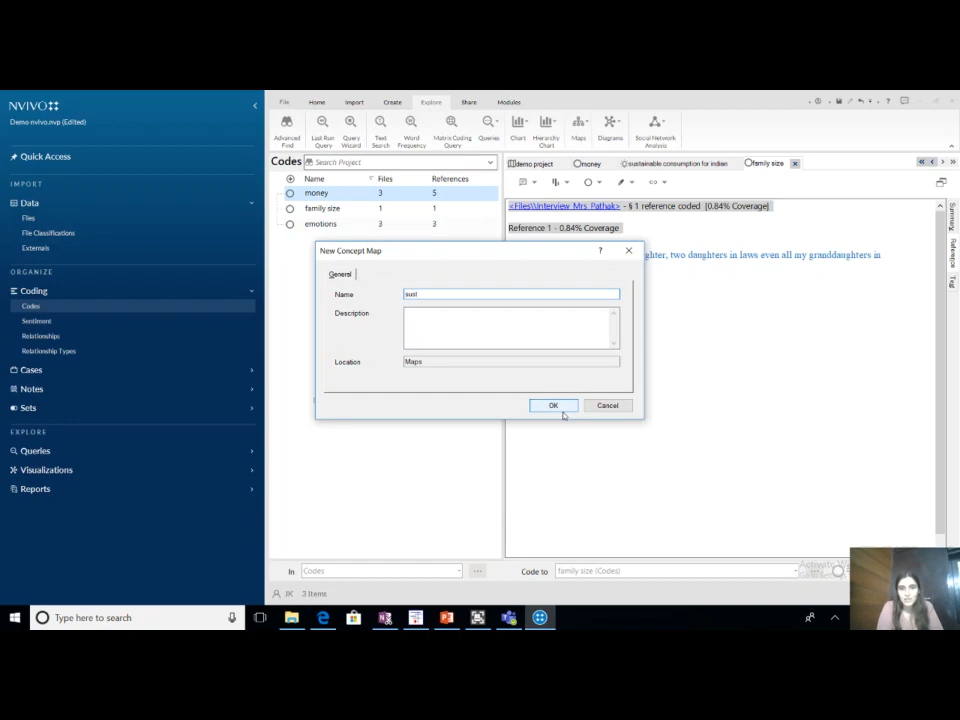 NVIVO
Demo nvivo.nvp (Edited)
Quick Access
IMPORT
Data
Files
File Classifications
Externals
ORGANIZE
Coding
Codes
Sentiment
Relationships
Relationship Types
Cases
Notes
Sets
EXPLORE
Queries
Visualizations
Reports
File Home Import Create Explore Share Modules
Advanced Find
Last Run Query
Query Wizard
Text Search
Word Frequency
Matrix Coding Query
Queries
Chart
Hierarchy Chart
Maps
Diagrams
Social Network Analysis
Codes
Search Project
Name Files References
money 3 5
family size 1 1
emotions 3 3
demo project money sustainable consumption for indian family size
<Files\\Interview Mrs. Pathak> - § 1 reference coded [0.84% Coverage]
Reference 1 - 0.84% Coverage
ghter, two daughters in laws even all my granddaughters in
Summary
Reference
Text
New Concept Map
General
Name sust
Description
Location Maps
OK Cancel
In Codes
Code to family size (Codes)
JK 3 Items
Type here to search